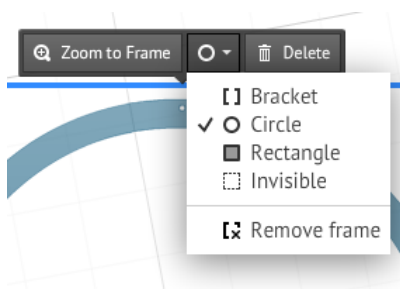 Zoom to Frame Delete
Bracket
Circle
Rectangle
Invisible
Remove frame